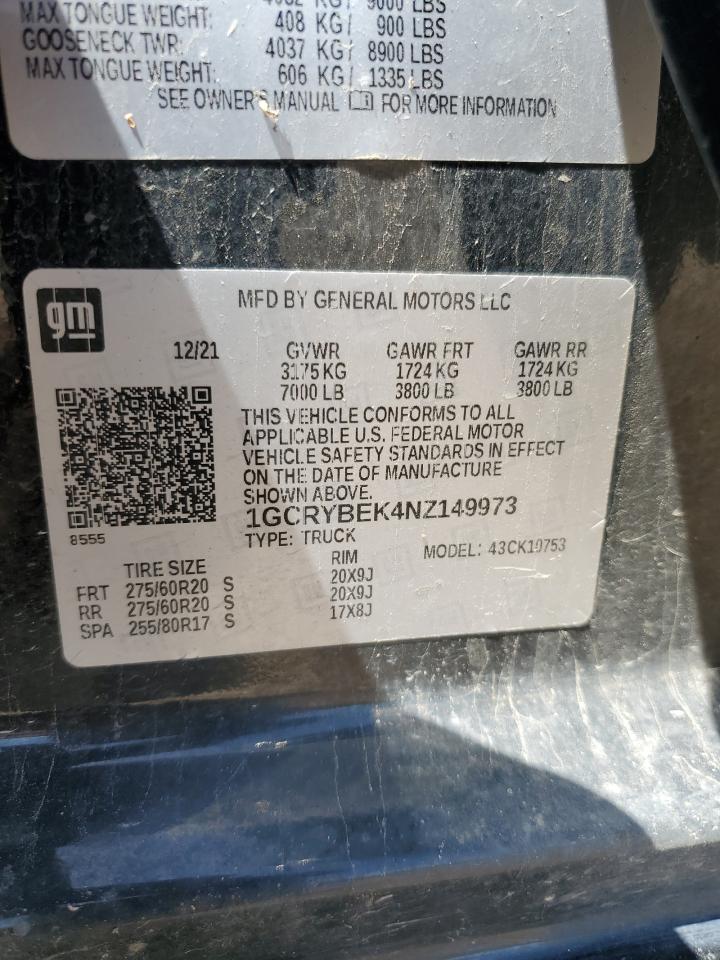 MAX TONGUE WEIGHT: 408 KG/ 900 LBS
GOOSENECK TWR: 4037 KG/ 8900 LBS
MAX TONGUE WEIGHT: 606 KG/ 1335 LBS
SEE OWNER'S MANUAL FOR MORE INFORMATION
gm
MFD BY GENERAL MOTORS LLC
12/21 GVWR GAWR FRT GAWR RR
3175 KG 1724 KG 1724 KG
7000 LB 3800 LB 3800 LB
THIS VEHICLE CONFORMS TO ALL
APPLICABLE U.S. FEDERAL MOTOR
VEHICLE SAFETY STANDARDS IN EFFECT
ON THE DATE OF MANUFACTURE
SHOWN ABOVE.
1GCRYBEK4NZ149973
8555
TYPE: TRUCK MODEL: 43CK10753
TIRE SIZE RIM
FRT 275/60R20 S 20X9J
RR 275/60R20 S 20X9J
SPA 255/80R17 S 17X8J